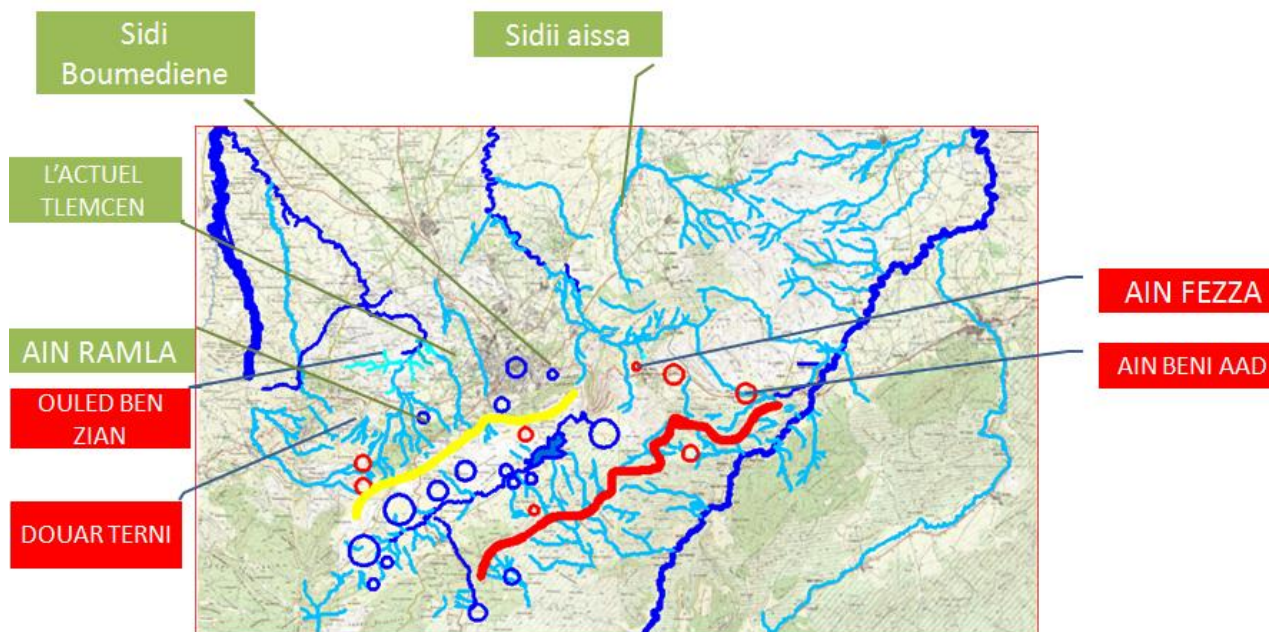 Sidi
Boumediene
Sidii aissa
L'ACTUEL
TLEMCEN
AIN FEZZA
AIN RAMLA
AIN BENI AAD
OULED BEN
ZIAN
DOUAR TERNI